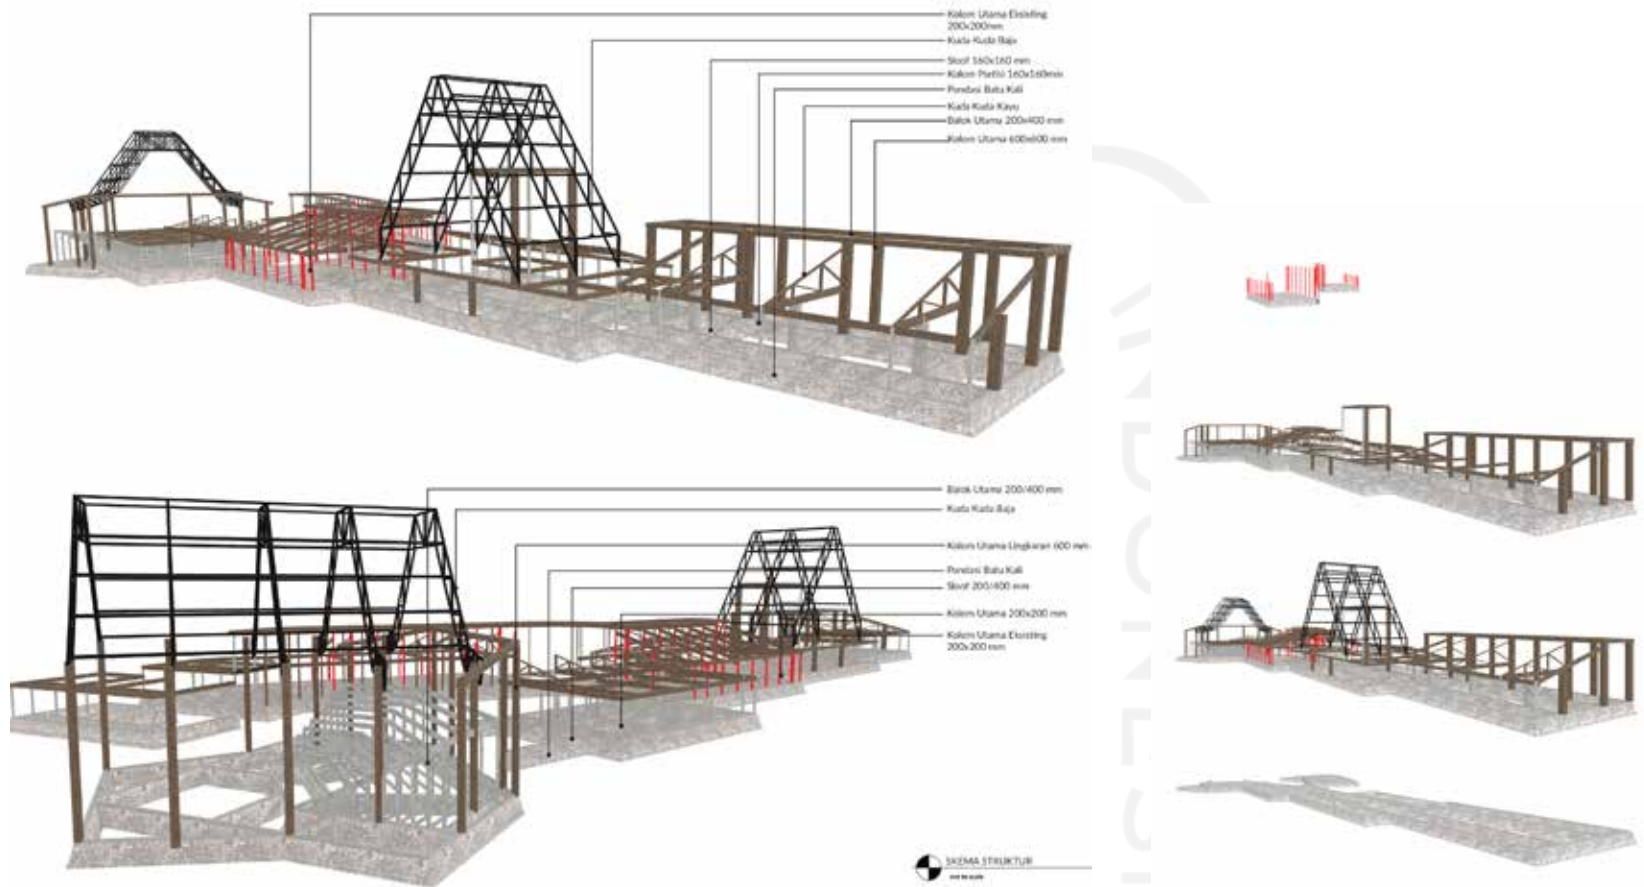 Kolom Utama Eksisting
200x200mm
Kuda Kuda Baja
Sloof 160x160 mm
Kolom Partisi 160x160mm
Pondasi Batu Kali
Kuda Kuda Kayu
Balok Utama 200x400 mm
Kolom Utama 600x600 mm
Balok Utama 200/400 mm
Kuda Kuda Baja
Kolom Utama Lingkaran 600 mm
Pondasi Batu Kali
Sloof 200/400 mm
Kolom Utama 200x200 mm
Kolom Utama Eksisting
200x200 mm
SKEMA STRUKTUR